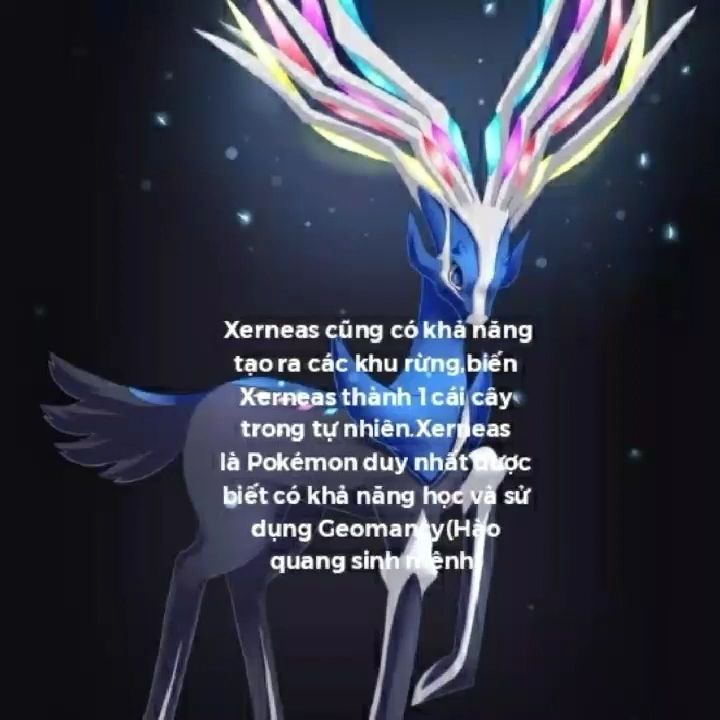 Xerneas cũng có khả năng
tạo ra các khu rừng,biến
Xerneas thành 1 cái cây
trong tự nhiên.Xerneas
là Pokémon duy nhất được
biết có khả năng học và sử
dụng Geomancy(Hào
quang sinh mệnh)